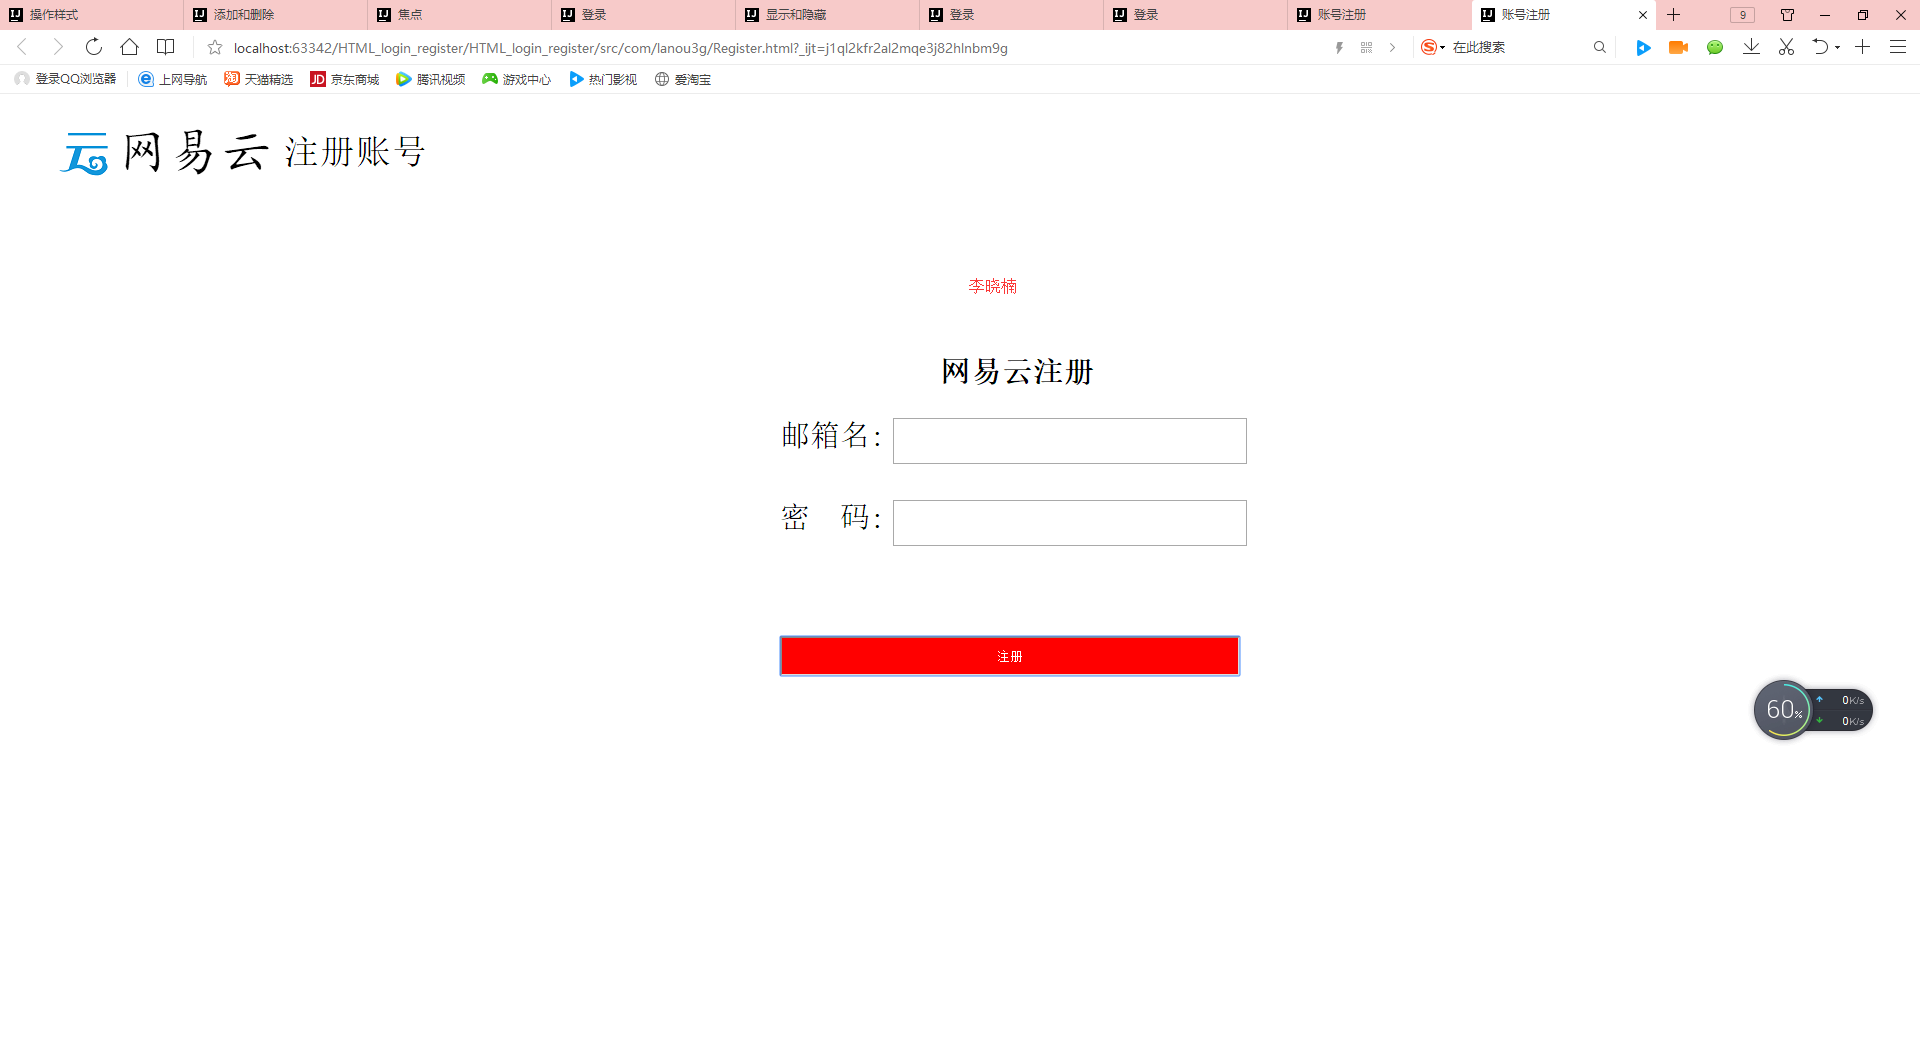 操作样式 添加和删除 焦点 登录 显示和隐藏 登录 登录 账号注册 账号注册 9
localhost:63342/HTML_login_register/HTML_login_register/src/com/lanou3g/Register.html?_ijt=j1ql2kfr2al2mqe3j82hlnbm9g 在此搜索
登录QQ浏览器 上网导航 天猫精选 京东商城 腾讯视频 游戏中心 热门影视 爱淘宝
云 网易云 注册账号
李晓楠
网易云注册
邮箱名:
密 码:
注册
60% 0K/s
0K/s